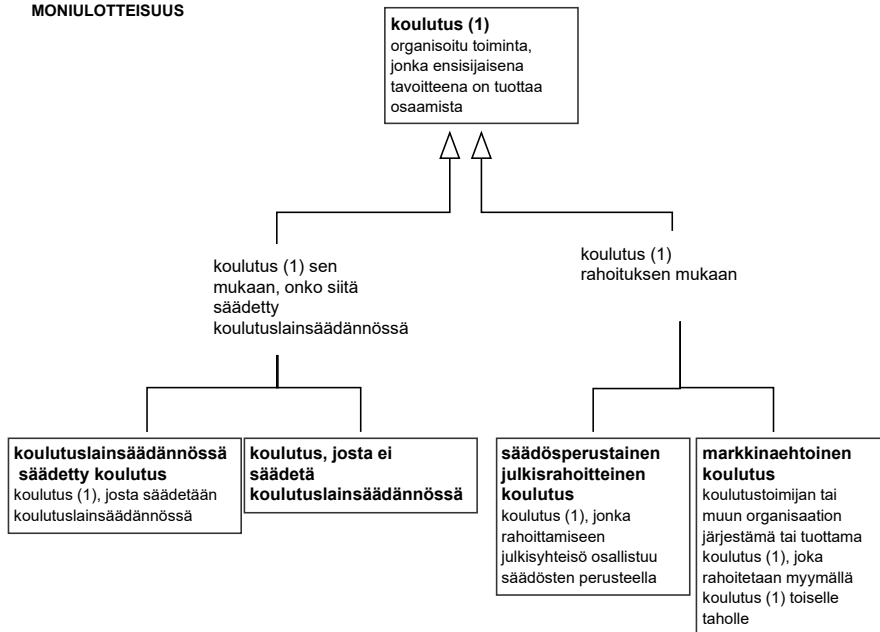 MONIULOTTEISUUS
koulutus (1)
organisoitu toiminta,
jonka ensisijaisena
tavoitteena on tuottaa
osaamista
koulutus (1) sen
mukaan, onko siitä
säädetty
koulutuslainsäädännössä
koulutus (1)
rahoituksen mukaan
koulutuslainsäädännössä
säädetty koulutus
koulutus (1), josta säädetään
koulutuslainsäädännössä
koulutus, josta ei
säädetä
koulutuslainsäädännössä
säädösperustainen
julkisrahoitteinen
koulutus
koulutus (1), jonka
rahoittamiseen
julkisyhteisö osallistuu
säädösten perusteella
markkinaehtoinen
koulutus
koulutustoimijan tai
muun organisaation
järjestämä tai tuottama
koulutus (1), joka
rahoitetaan myymällä
koulutus (1) toiselle
taholle